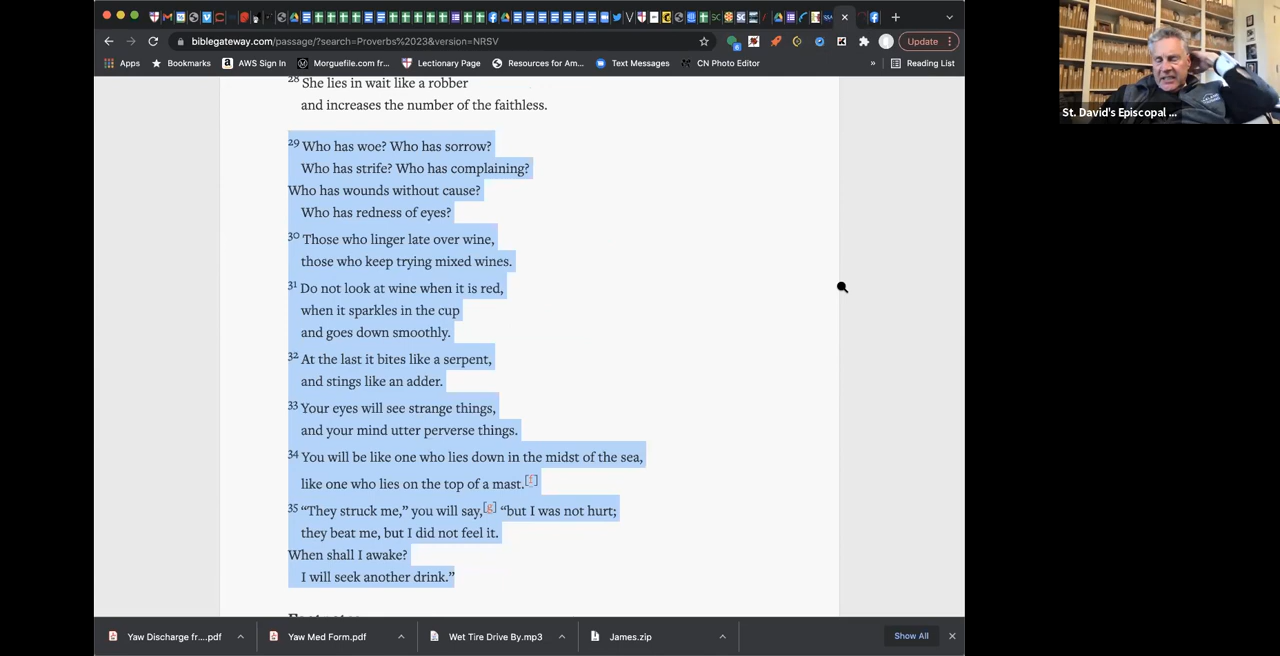 biblegateway.com/passage/?search=Proverbs%2023&version=NRSV
Update
Apps Bookmarks AWS Sign In Morguefile.com fr... Lectionary Page Resources for Am... Text Messages CN Photo Editor » Reading List
28 She lies in wait like a robber
and increases the number of the faithless.
29 Who has woe? Who has sorrow?
Who has strife? Who has complaining?
Who has wounds without cause?
Who has redness of eyes?
30 Those who linger late over wine,
those who keep trying mixed wines.
31 Do not look at wine when it is red,
when it sparkles in the cup
and goes down smoothly.
32 At the last it bites like a serpent,
and stings like an adder.
33 Your eyes will see strange things,
and your mind utter perverse things.
34 You will be like one who lies down in the midst of the sea,
like one who lies on the top of a mast.[f]
35 “They struck me,” you will say,[g] “but I was not hurt;
they beat me, but I did not feel it.
When shall I awake?
I will seek another drink.”
Yaw Discharge fr....pdf Yaw Med Form.pdf Wet Tire Drive By.mp3 James.zip Show All
St. David's Episcopal ...